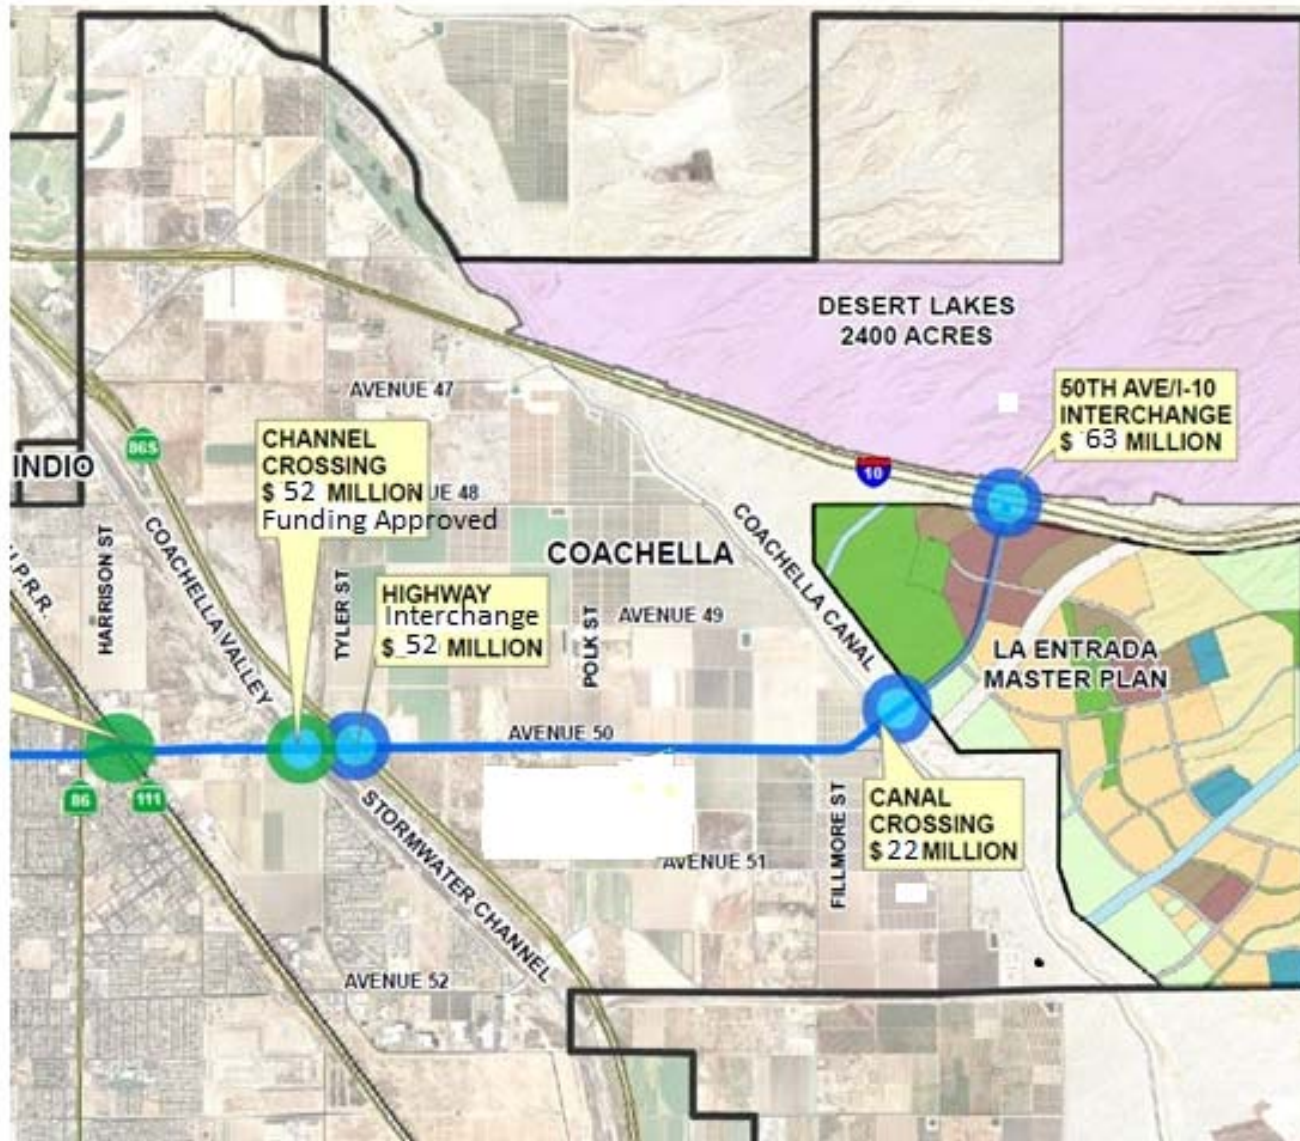 DESERT LAKES
2400 ACRES
AVENUE 47
50TH AVE/I-10
INTERCHANGE
$ 63 MILLION
86S
CHANNEL
CROSSING
$ 52 MILLION
Funding Approved
INDIO
10
UE 48
COACHELLA VALLEY
STORMWATER CHANNEL
HARRISON ST
COACHELLA
COACHELLA CANAL
TYLER ST
HIGHWAY
Interchange
$ 52 MILLION
POLK ST
AVENUE 49
LA ENTRADA
MASTER PLAN
P.R.R.
AVENUE 50
86
111
FILLMORE ST
CANAL
CROSSING
$ 22 MILLION
AVENUE 51
AVENUE 52